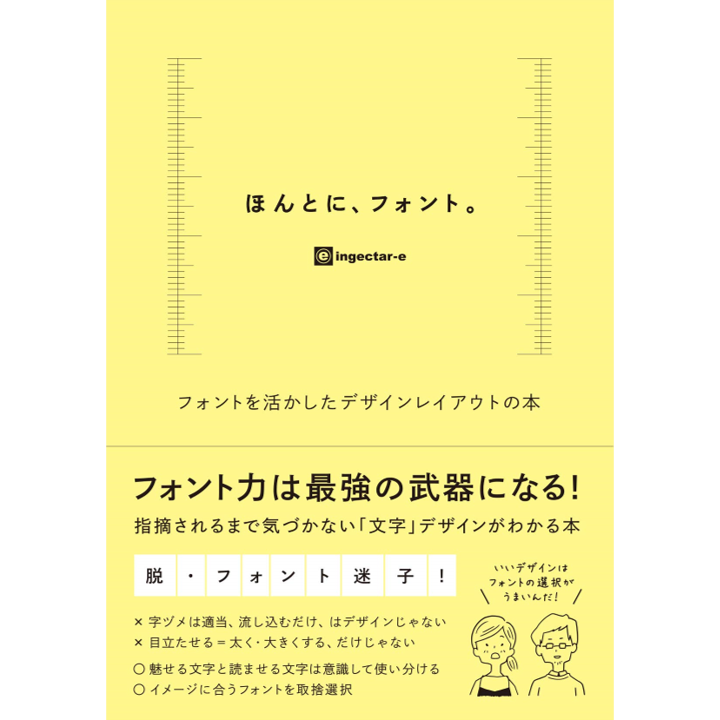 ほんとに、フォント。
e ingectar-e
フォントを活かしたデザインレイアウトの本
フォント力は最強の武器になる!
指摘されるまで気づかない「文字」デザインがわかる本
脱・フォント迷子!
いいデザインは
フォントの選択が
うまいんだ!
× 字ヅメは適当、流し込むだけ、はデザインじゃない
× 目立たせる=太く・大きくする、だけじゃない
○ 魅せる文字と読ませる文字は意識して使い分ける
○ イメージに合うフォントを取捨選択